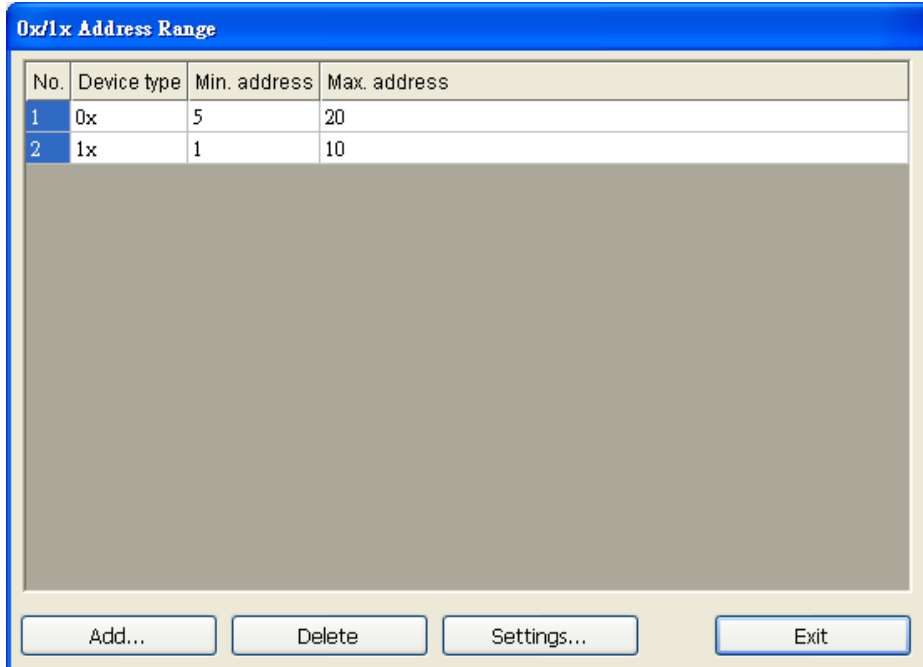 0x/1x Address Range
No. Device type Min. address Max. address
1 0x 5 20
2 1x 1 10
Add... Delete Settings... Exit